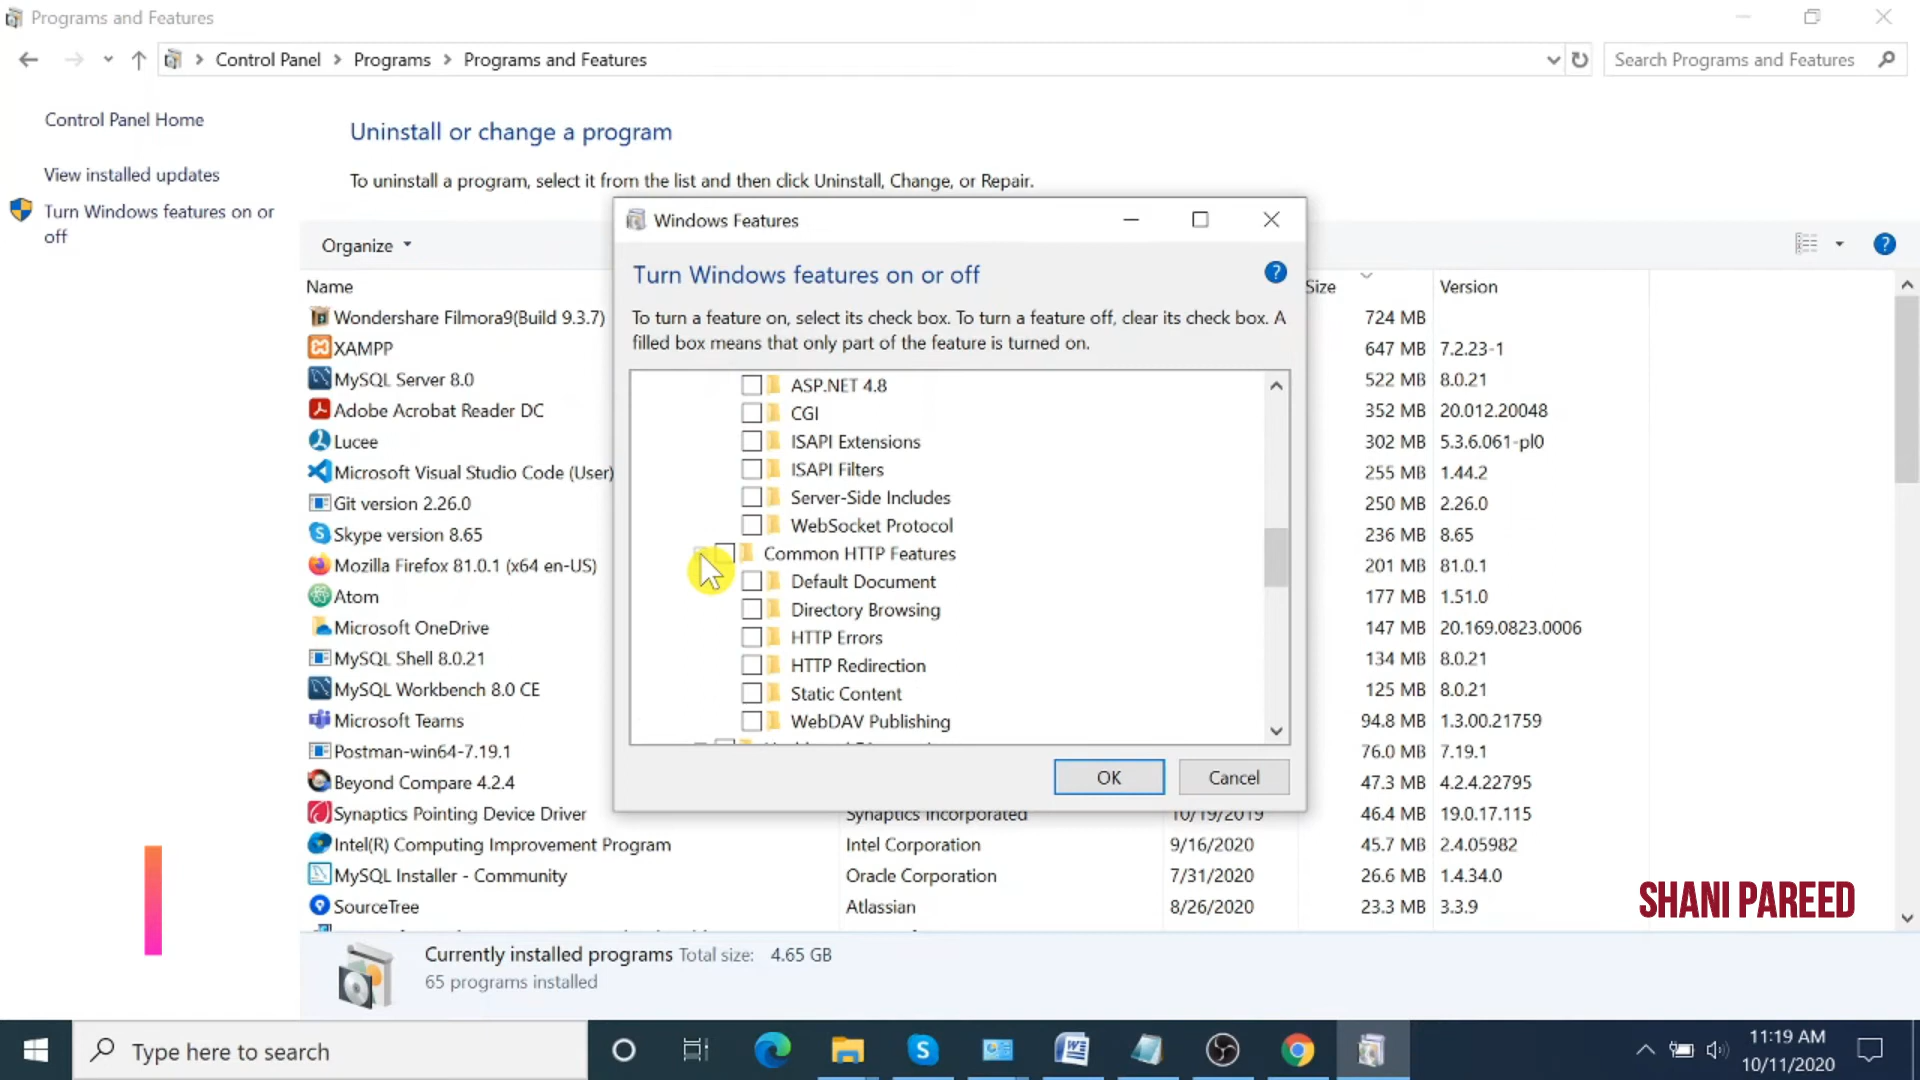 Programs and Features
Control Panel > Programs > Programs and Features
Search Programs and Features
Control Panel Home
View installed updates
Turn Windows features on or
off
Uninstall or change a program
To uninstall a program, select it from the list and then click Uninstall, Change, or Repair.
Organize
Name
Size
Version
Wondershare Filmora9(Build 9.3.7)
724 MB
XAMPP
647 MB 7.2.23-1
MySQL Server 8.0
522 MB 8.0.21
Adobe Acrobat Reader DC
352 MB 20.012.20048
Lucee
302 MB 5.3.6.061-pl0
Microsoft Visual Studio Code (User)
255 MB 1.44.2
Git version 2.26.0
250 MB 2.26.0
Skype version 8.65
236 MB 8.65
Mozilla Firefox 81.0.1 (x64 en-US)
201 MB 81.0.1
Atom
177 MB 1.51.0
Microsoft OneDrive
147 MB 20.169.0823.0006
MySQL Shell 8.0.21
134 MB 8.0.21
MySQL Workbench 8.0 CE
125 MB 8.0.21
Microsoft Teams
94.8 MB 1.3.00.21759
Postman-win64-7.19.1
76.0 MB 7.19.1
Beyond Compare 4.2.4
47.3 MB 4.2.4.22795
Synaptics Pointing Device Driver Synaptics Incorporated 10/19/2019 46.4 MB 19.0.17.115
Intel(R) Computing Improvement Program Intel Corporation 9/16/2020 45.7 MB 2.4.05982
MySQL Installer - Community Oracle Corporation 7/31/2020 26.6 MB 1.4.34.0
SourceTree Atlassian 8/26/2020 23.3 MB 3.3.9
Windows Features
Turn Windows features on or off
?
To turn a feature on, select its check box. To turn a feature off, clear its check box. A
filled box means that only part of the feature is turned on.
ASP.NET 4.8
CGI
ISAPI Extensions
ISAPI Filters
Server-Side Includes
WebSocket Protocol
Common HTTP Features
Default Document
Directory Browsing
HTTP Errors
HTTP Redirection
Static Content
WebDAV Publishing
OK
Cancel
SHANI PAREED
Currently installed programs Total size: 4.65 GB
65 programs installed
Type here to search
11:19 AM
10/11/2020